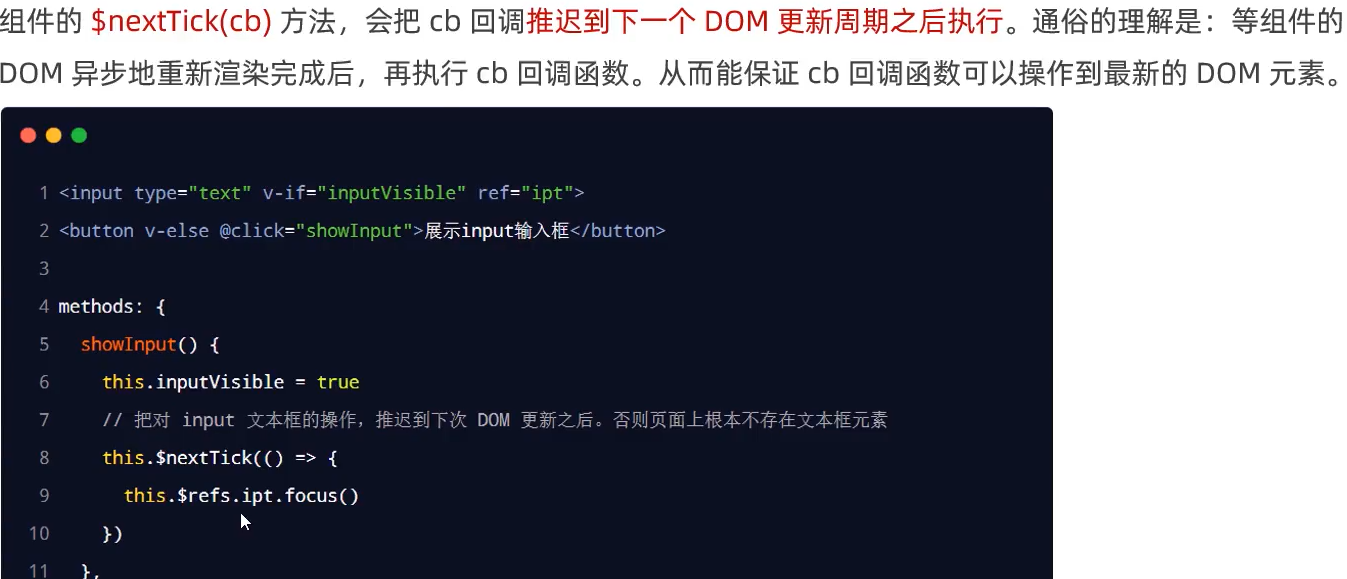 组件的 $nextTick(cb) 方法，会把 cb 回调推迟到下一个 DOM 更新周期之后执行。通俗的理解是：等组件的
DOM 异步地重新渲染完成后，再执行 cb 回调函数。从而能保证 cb 回调函数可以操作到最新的 DOM 元素。
1 <input type="text" v-if="inputVisible" ref="ipt">
2 <button v-else @click="showInput">展示input输入框</button>
3
4 methods: {
5 showInput() {
6 this.inputVisible = true
7 // 把对 input 文本框的操作，推迟到下次 DOM 更新之后。否则页面上根本不存在文本框元素
8 this.$nextTick(() => {
9 this.$refs.ipt.focus()
10 })
11 },